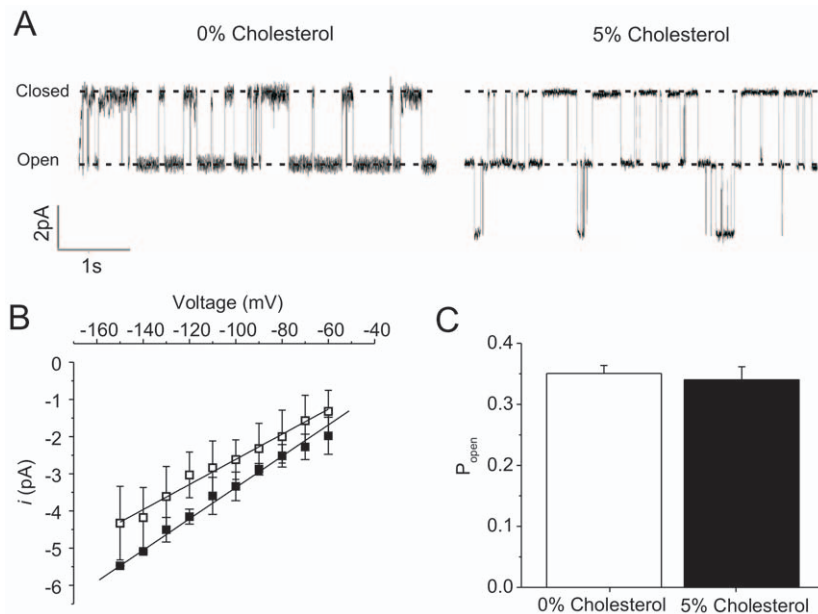 A
0% Cholesterol
5% Cholesterol
Closed
Open
2pA
1s
B
Voltage (mV)
-160 -140 -120 -100 -80 -60 -40
0
-1
-2
-3
-4
-5
-6
i (pA)
C
0.4
0.3
0.2
0.1
0.0
Popen
0% Cholesterol
5% Cholesterol